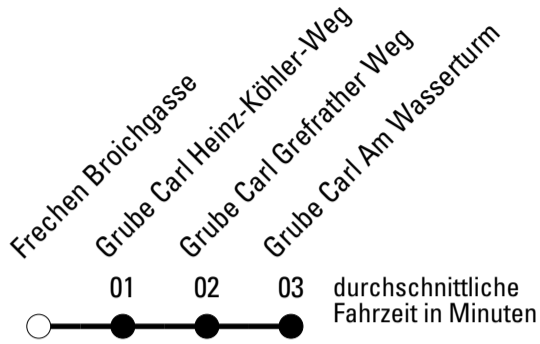 Frechen Broichgasse
Grube Carl Heinz-Köhler-Weg
Grube Carl Grefrather Weg
Grube Carl Am Wasserturm
01 02 03
durchschnittliche
Fahrzeit in Minuten